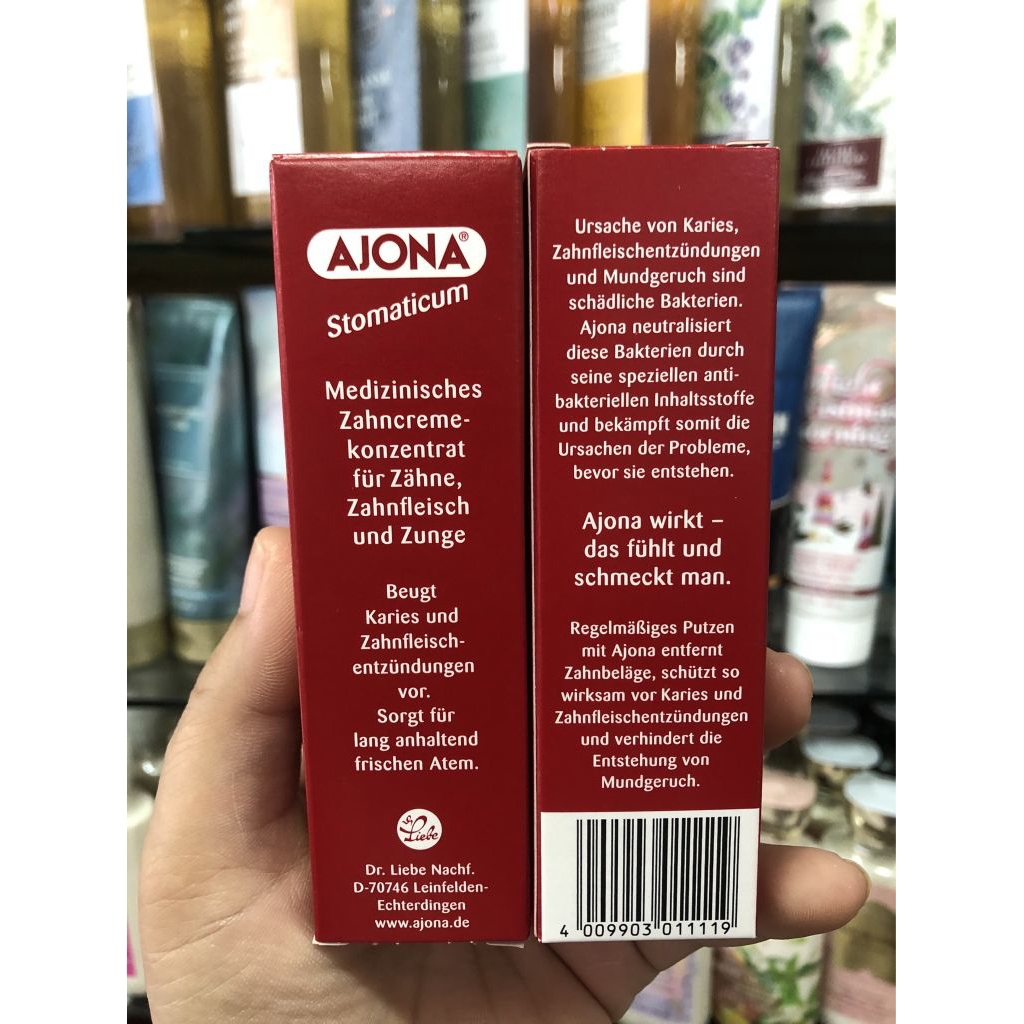 AJONA®
Stomaticum
Medizinisches
Zahncreme-
konzentrat
für Zähne,
Zahnfleisch
und Zunge
Beugt
Karies und
Zahnfleisch-
entzündungen
vor.
Sorgt für
lang anhaltend
frischen Atem.
Dr. Liebe
Dr. Liebe Nachf.
D-70746 Leinfelden-
Echterdingen
www.ajona.de
Ursache von Karies,
Zahnfleischentzündungen
und Mundgeruch sind
schädliche Bakterien.
Ajona neutralisiert
diese Bakterien durch
seine speziellen anti-
bakteriellen Inhaltsstoffe
und bekämpft somit die
Ursachen der Probleme,
bevor sie entstehen.
Ajona wirkt –
das fühlt und
schmeckt man.
Regelmäßiges Putzen
mit Ajona entfernt
Zahnbeläge, schützt so
wirksam vor Karies und
Zahnfleischentzündungen
und verhindert die
Entstehung von
Mundgeruch.
4 009903 011119